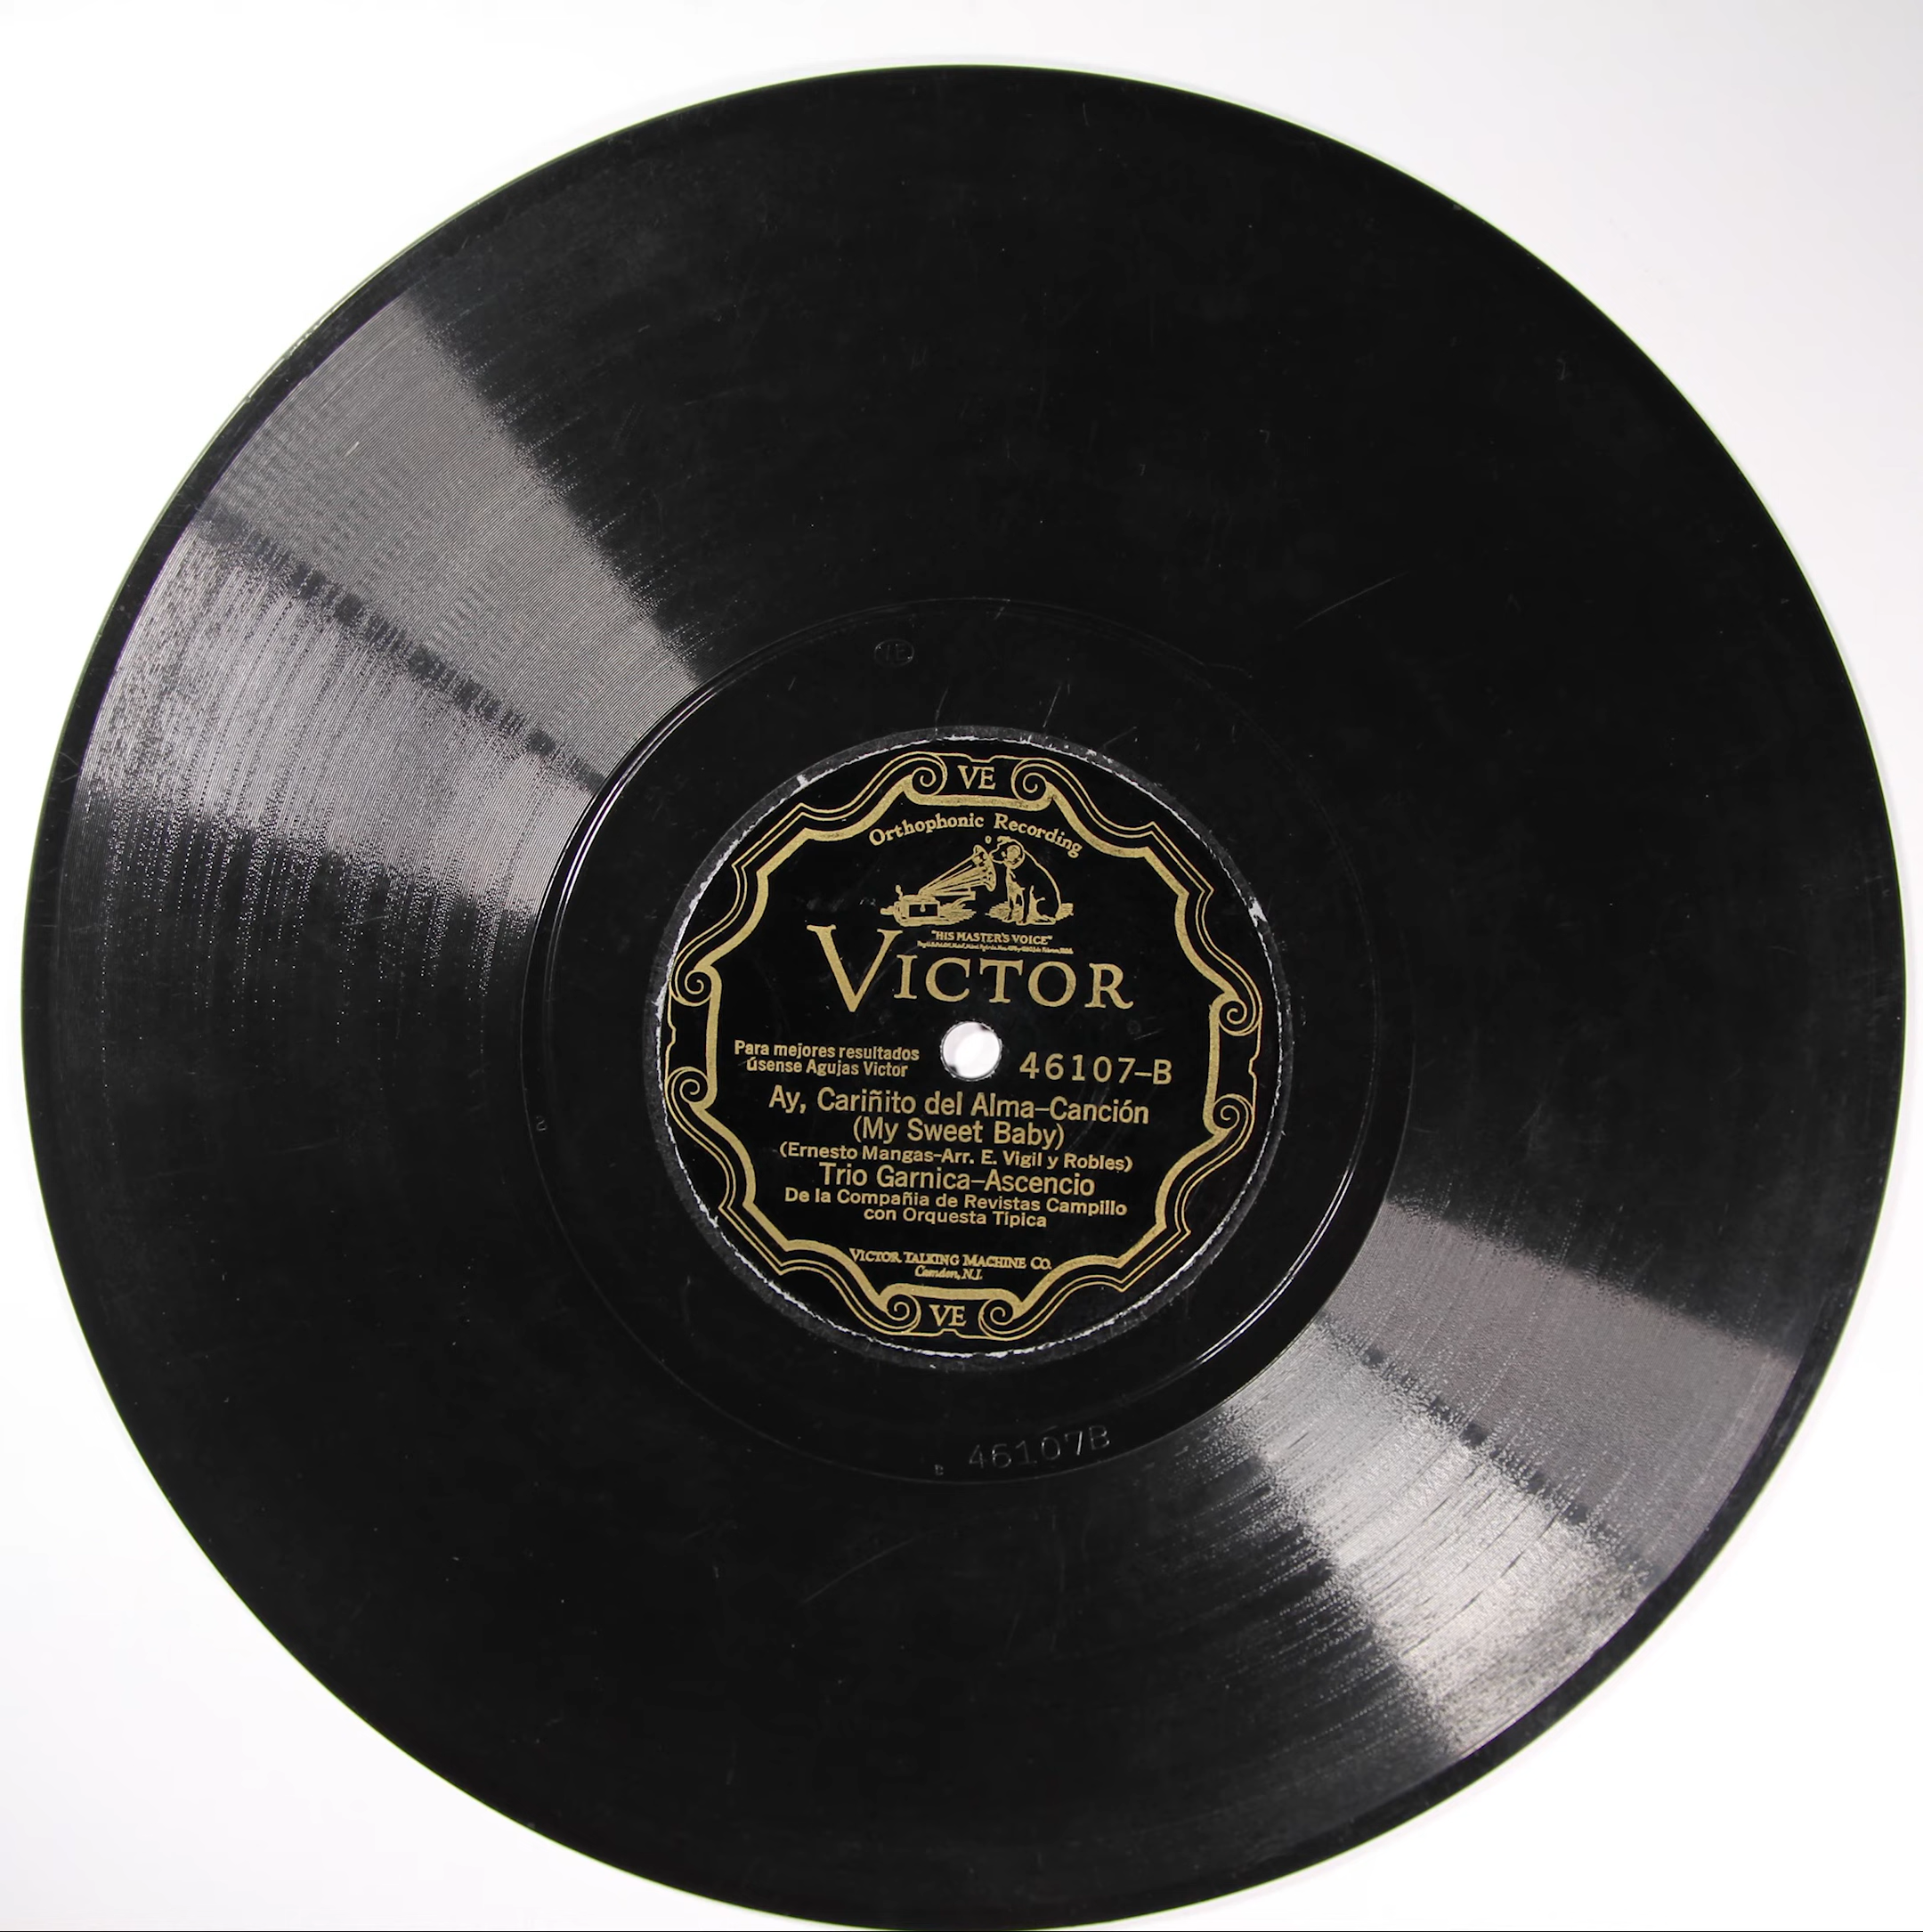 VE
VE
Orthophonic Recording
"HIS MASTER'S VOICE"
VICTOR
Para mejores resultados
úsense Agujas Victor
46107-B
Ay, Cariñito del Alma-Canción
(My Sweet Baby)
(Ernesto Mangas-Arr. E. Vigil y Robles)
Trio Garnica-Ascencio
De la Compañia de Revistas Campillo
con Orquesta Típica
VICTOR TALKING MACHINE CO.
Camden, N.J.
VE
46107B